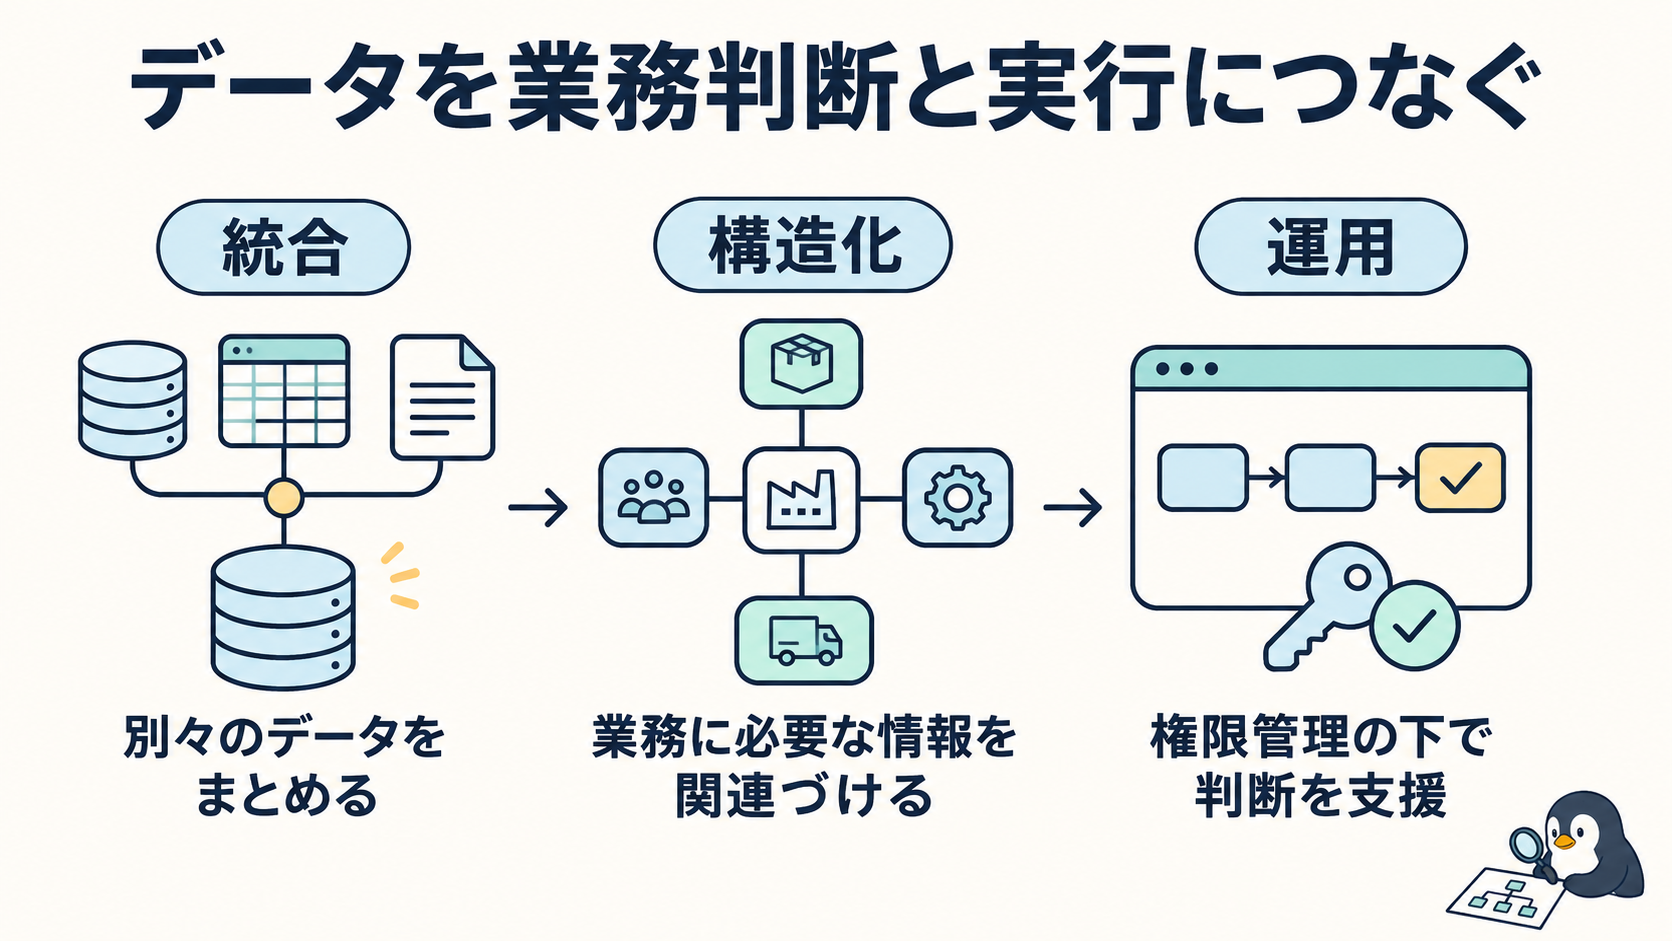 データを業務判断と実行につなぐ
統合
構造化
運用
別々のデータを
まとめる
業務に必要な情報を
関連づける
権限管理の下で
判断を支援